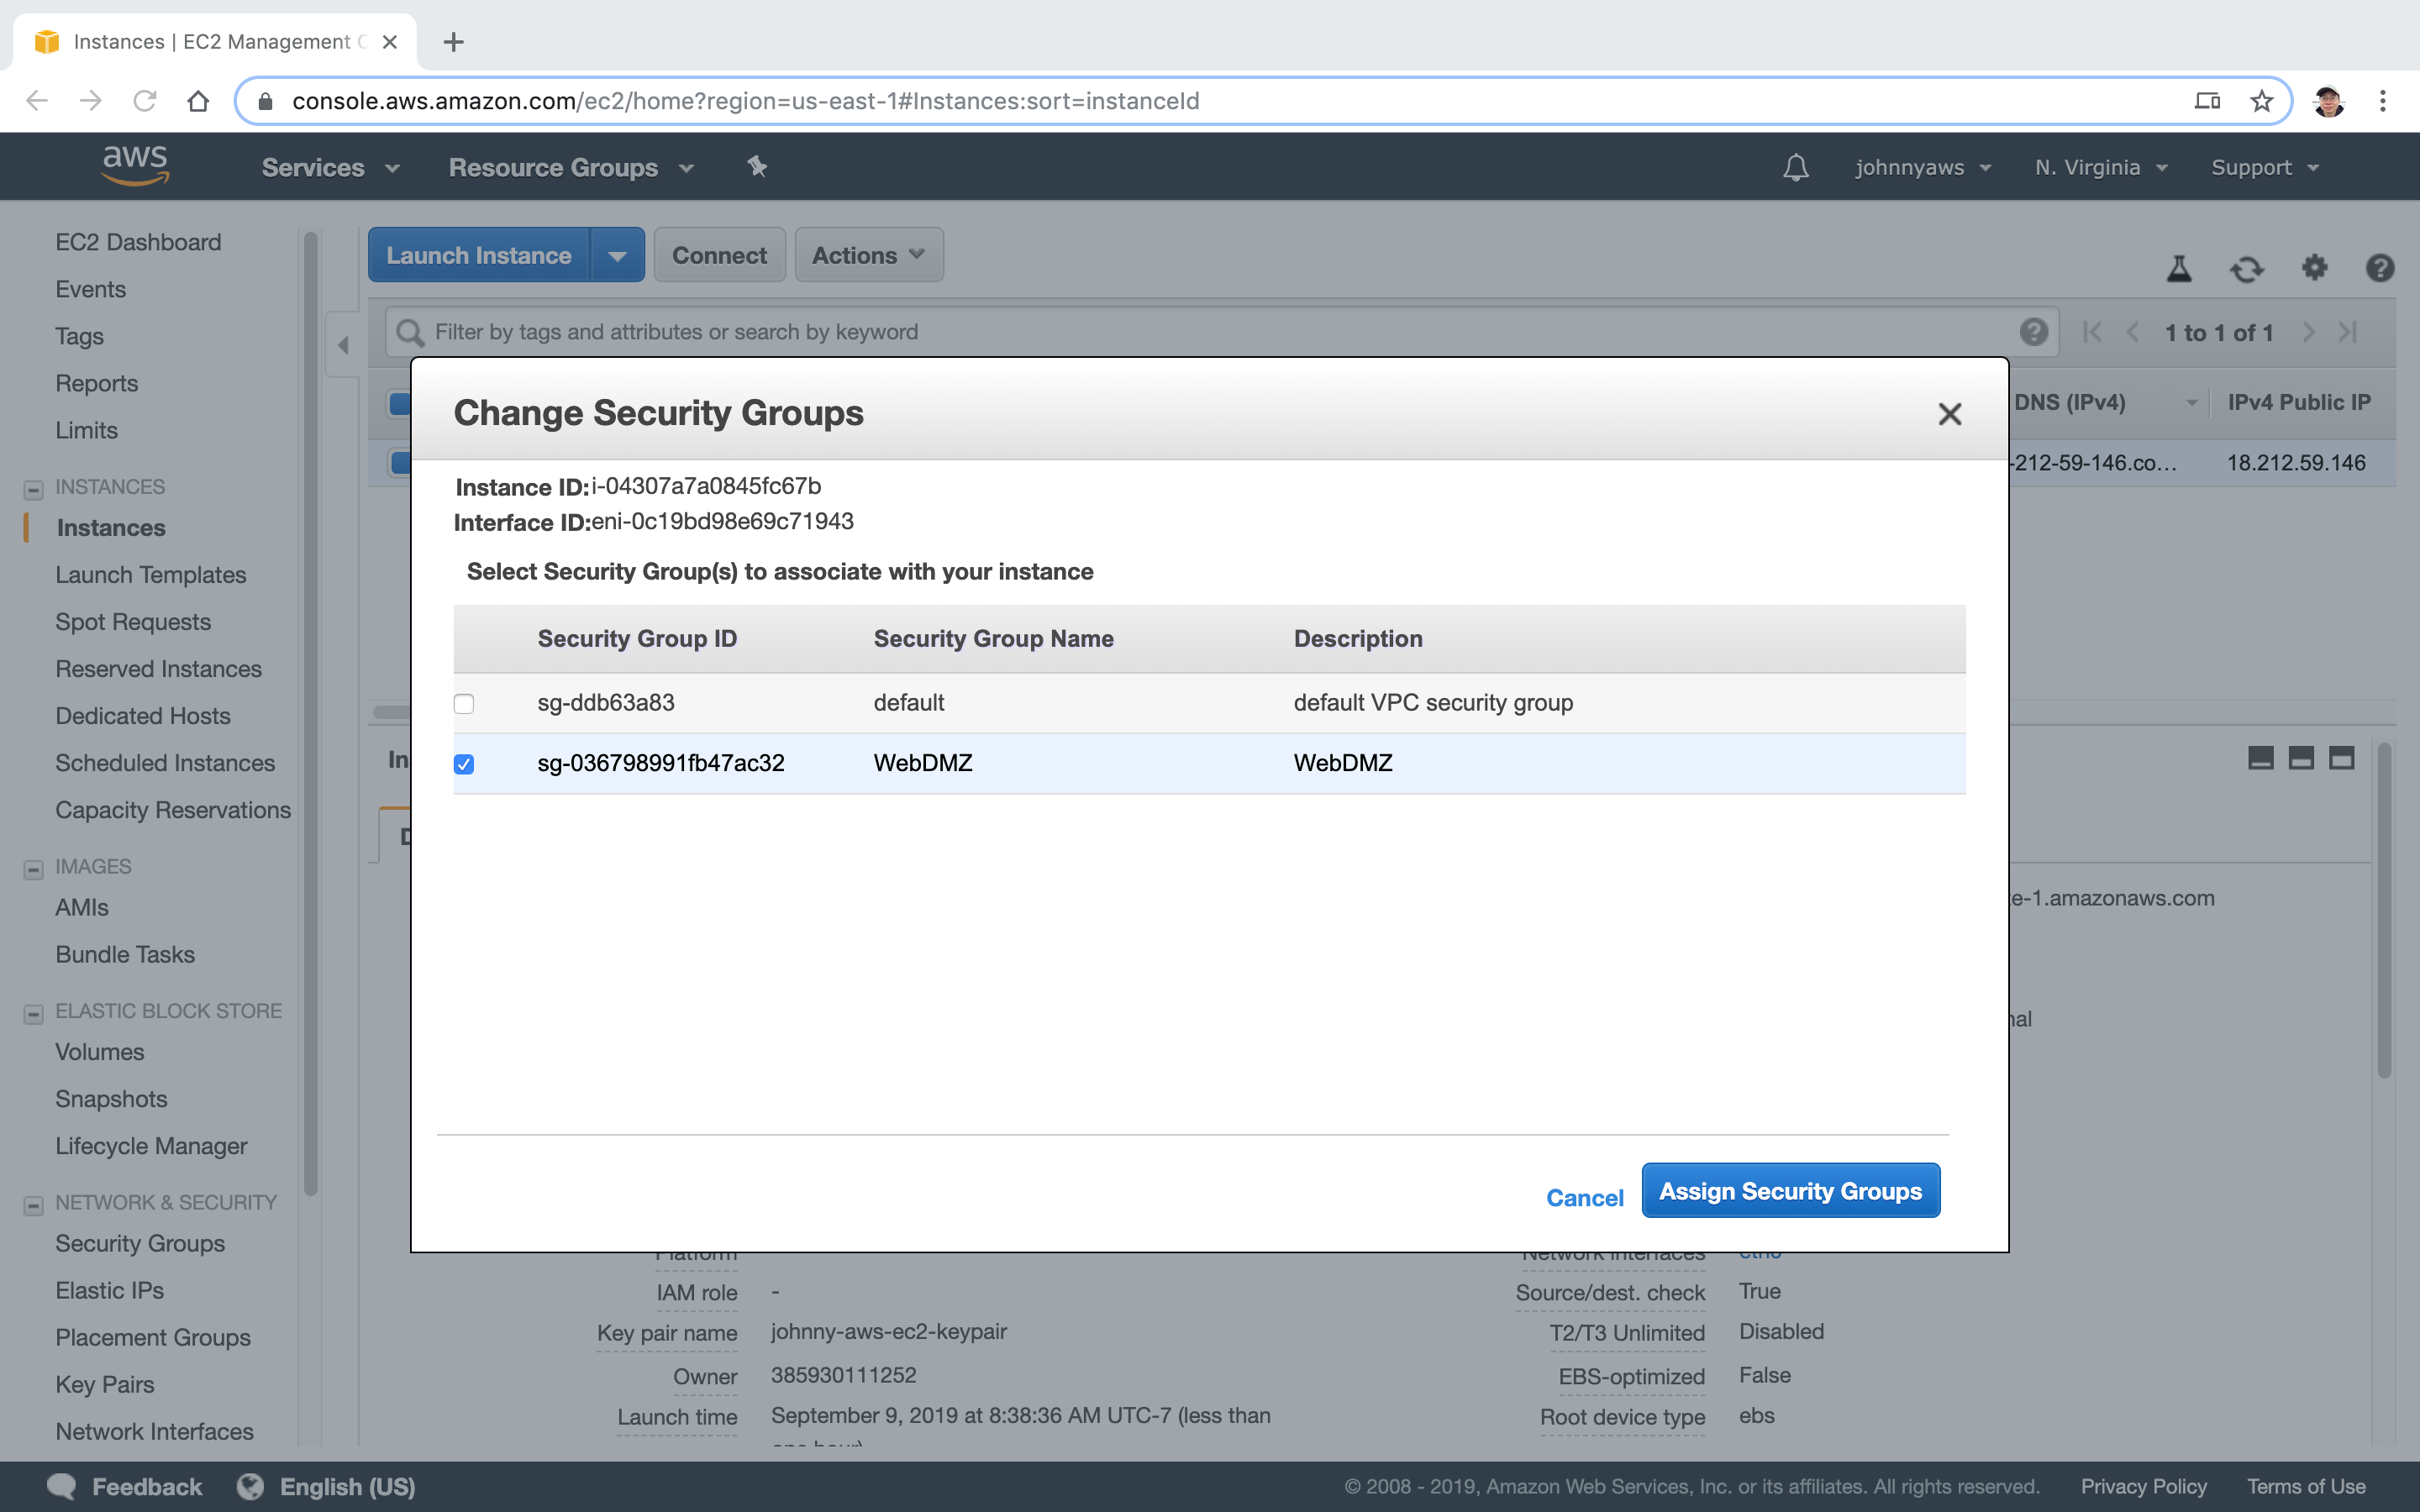 Instances | EC2 Management C
console.aws.amazon.com/ec2/home?region=us-east-1#Instances:sort=instanceId
aws
Services
Resource Groups
johnnyaws
N. Virginia
Support
EC2 Dashboard
Events
Tags
Reports
Limits
INSTANCES
Instances
Launch Templates
Spot Requests
Reserved Instances
Dedicated Hosts
Scheduled Instances
Capacity Reservations
IMAGES
AMIs
Bundle Tasks
ELASTIC BLOCK STORE
Volumes
Snapshots
Lifecycle Manager
NETWORK & SECURITY
Security Groups
Elastic IPs
Placement Groups
Key Pairs
Network Interfaces
Launch Instance
Connect
Actions
Filter by tags and attributes or search by keyword
1 to 1 of 1
DNS (IPv4)
IPv4 Public IP
-212-59-146.co...
18.212.59.146
Change Security Groups
Instance ID:i-04307a7a0845fc67b
Interface ID:eni-0c19bd98e69c71943
Select Security Group(s) to associate with your instance
Security Group ID Security Group Name Description
sg-ddb63a83 default default VPC security group
sg-036798991fb47ac32 WebDMZ WebDMZ
Cancel
Assign Security Groups
In
e-1.amazonaws.com
nal
Platform
IAM role -
Key pair name johnny-aws-ec2-keypair
Owner 385930111252
Launch time September 9, 2019 at 8:38:36 AM UTC-7 (less than
one hour)
Network interfaces eth0
Source/dest. check True
T2/T3 Unlimited Disabled
EBS-optimized False
Root device type ebs
Feedback
English (US)
© 2008 - 2019, Amazon Web Services, Inc. or its affiliates. All rights reserved.
Privacy Policy
Terms of Use